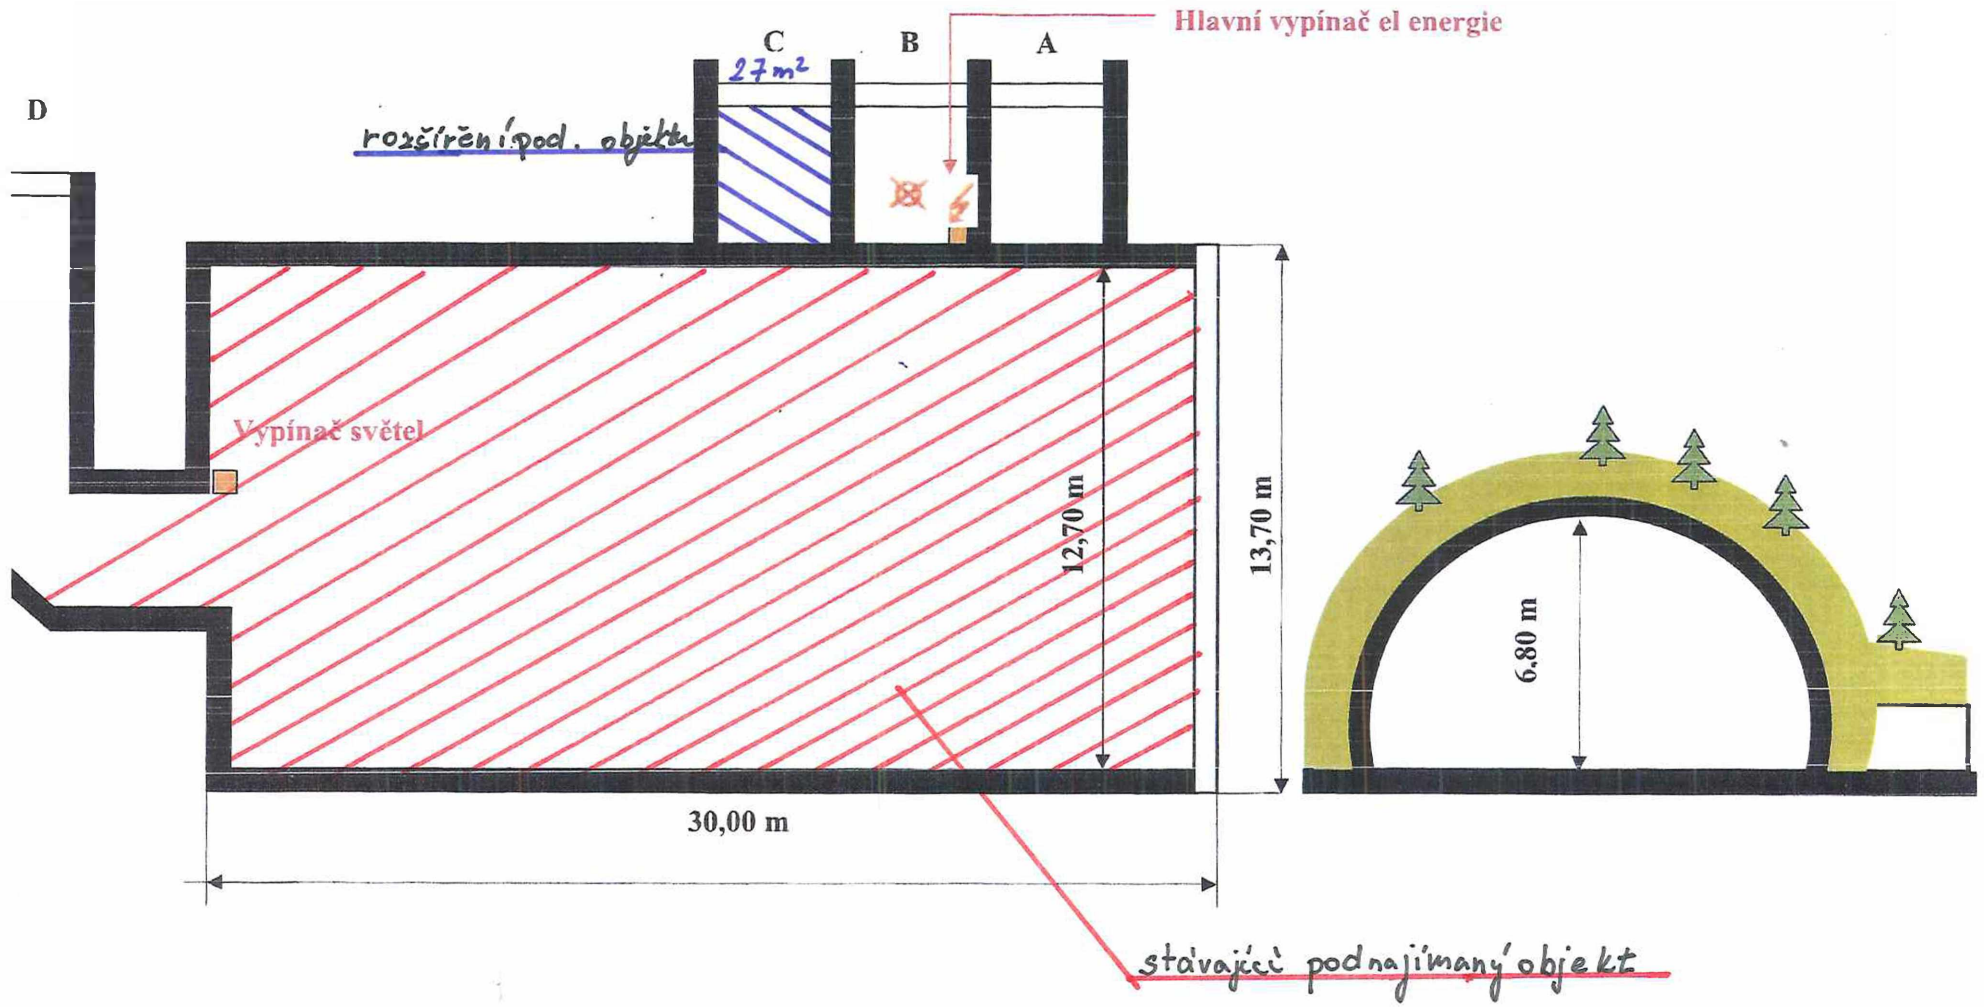 Hlavní vypínač el energie
C
B
A
27m²
D
rozšíření pod. objektu
Vypínač světel
12,70 m
13,70 m
6.80 m
30,00 m
stávající podnajímaný objekt